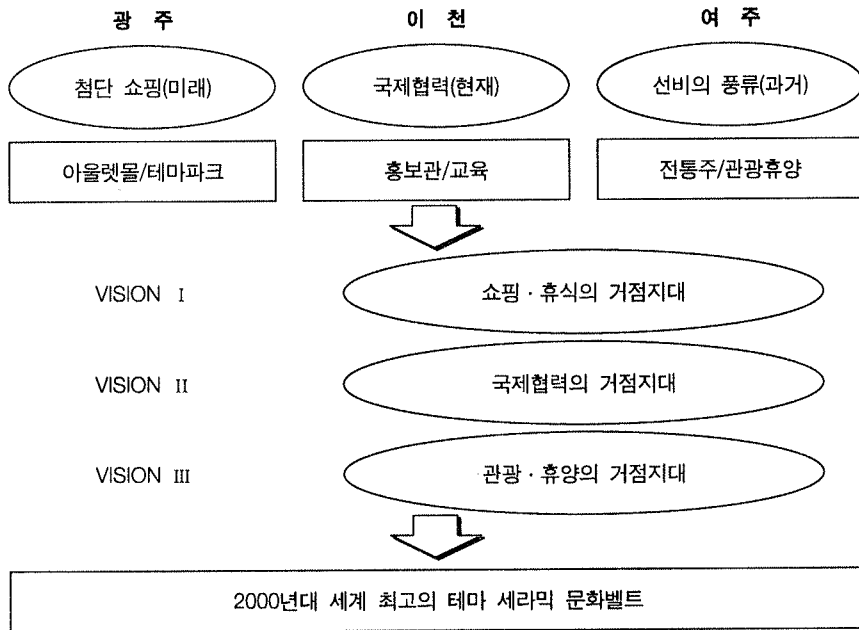 광 주 이 천 여 주
첨단 쇼핑(미래) 국제협력(현재) 선비의 풍류(과거)
아울렛몰/테마파크 홍보관/교육 전통주/관광휴양
VISION Ⅰ 쇼핑 · 휴식의 거점지대
VISION Ⅱ 국제협력의 거점지대
VISION Ⅲ 관광 · 휴양의 거점지대
2000년대 세계 최고의 테마 세라믹 문화벨트